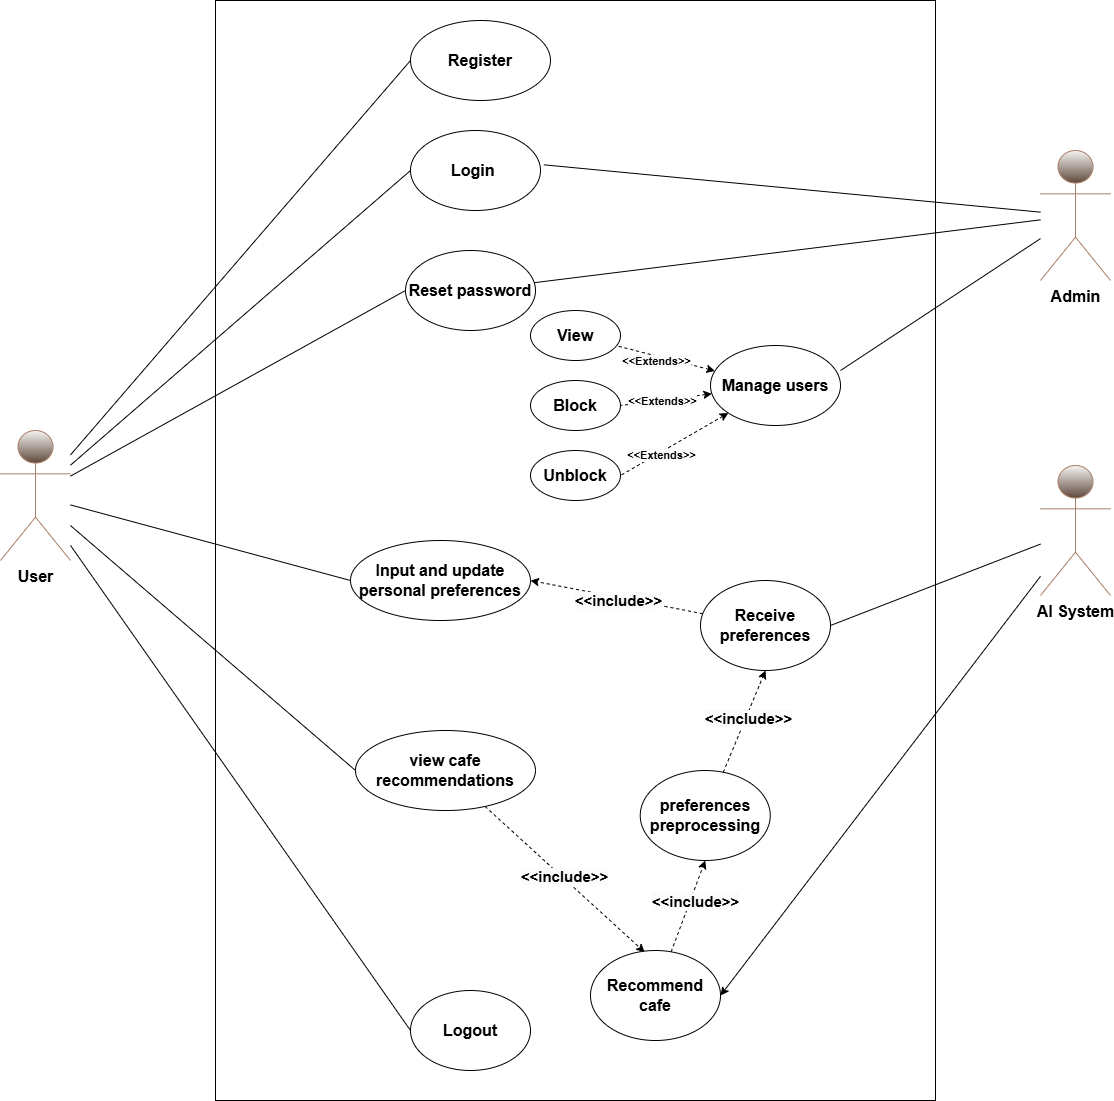 Register
Login
Admin
Reset password
View
<<Extends>>
Manage users
Block
<<Extends>>
<<Extends>>
Unblock
User
Input and update
personal preferences
<<include>>
Receive
preferences
AI System
<<include>>
view cafe
recommendations
preferences
preprocessing
<<include>>
<<include>>
Recommend
cafe
Logout